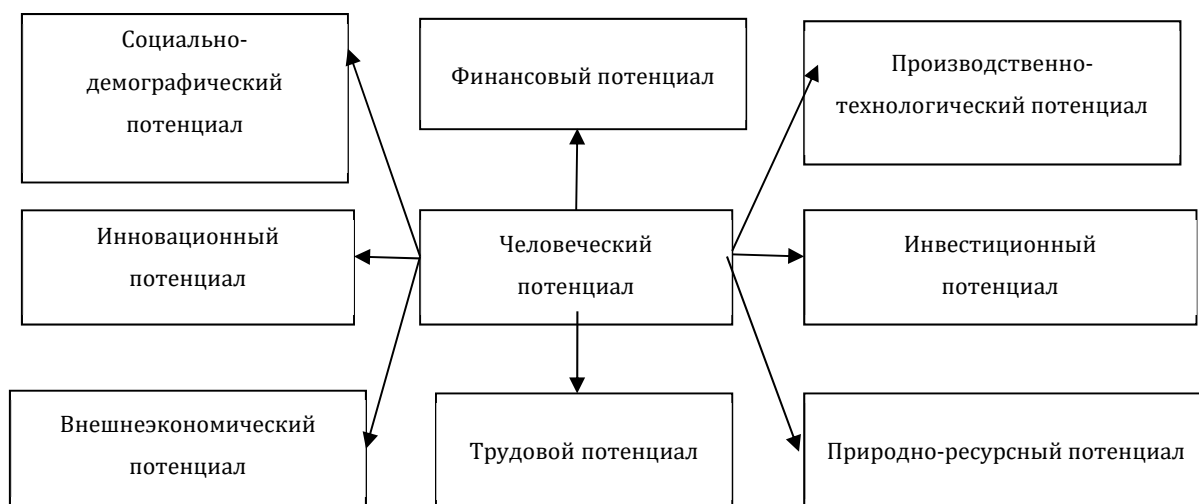 Социально-
демографический
потенциал
Финансовый потенциал
Производственно-
технологический потенциал
Инновационный
потенциал
Человеческий
потенциал
Инвестиционный
потенциал
Внешнеэкономический
потенциал
Трудовой потенциал
Природно-ресурсный потенциал